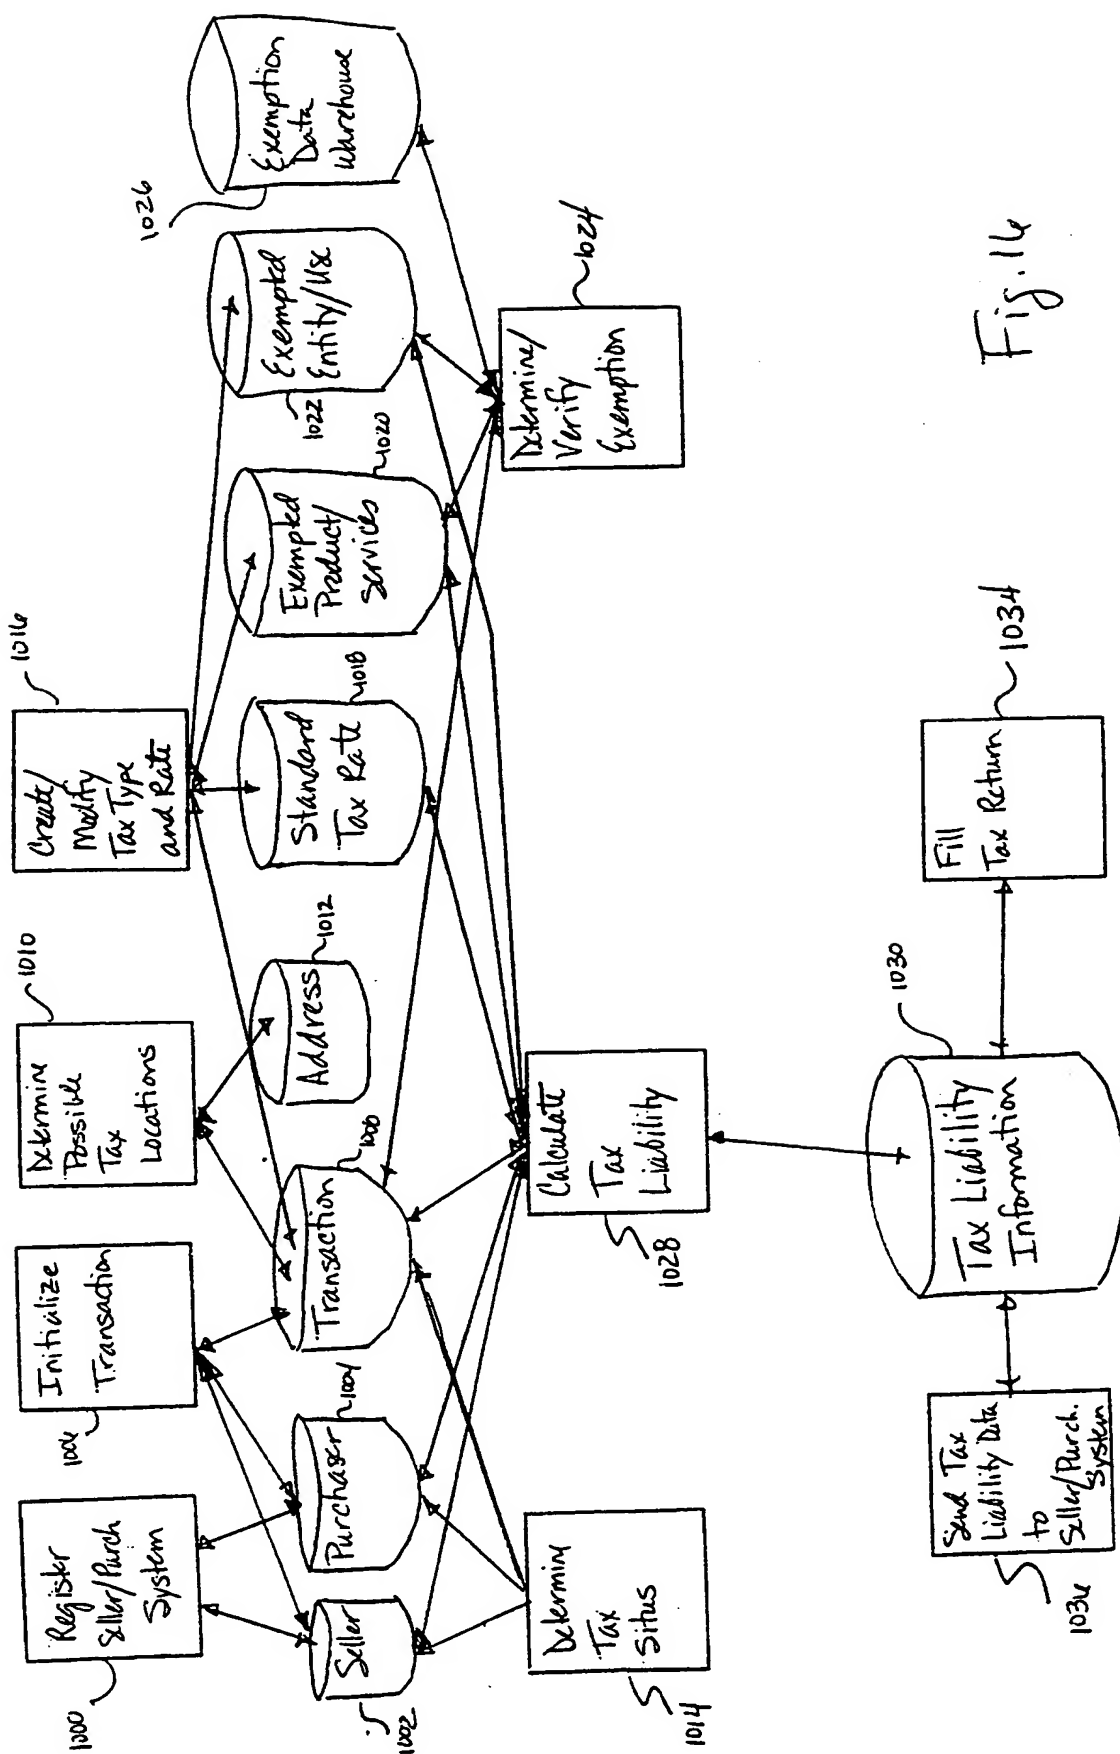 1000
Register
Seller/Purch
System
1006
Initialize
Transaction
Determine
Possible
Tax
Locations
1010
Create/
Modify
Tax Type
and Rate
1016
1002
Seller
Purchaser
1004
Transaction
Address
1012
Standard
Tax Rate
1018
Exempted
Product/
Services
1020
1022
Exempted
Entity/Use
1026
Exemption
Data
Warehouse
1014
Determine
Tax
Situs
1028
Calculate
Tax
Liability
Determine/
Verify
Exemption
1024
1036
Send Tax
Liability Data
to
Seller/Purch.
System
Tax Liability
Information
1030
Fill
Tax Return
1034
Fig. 16